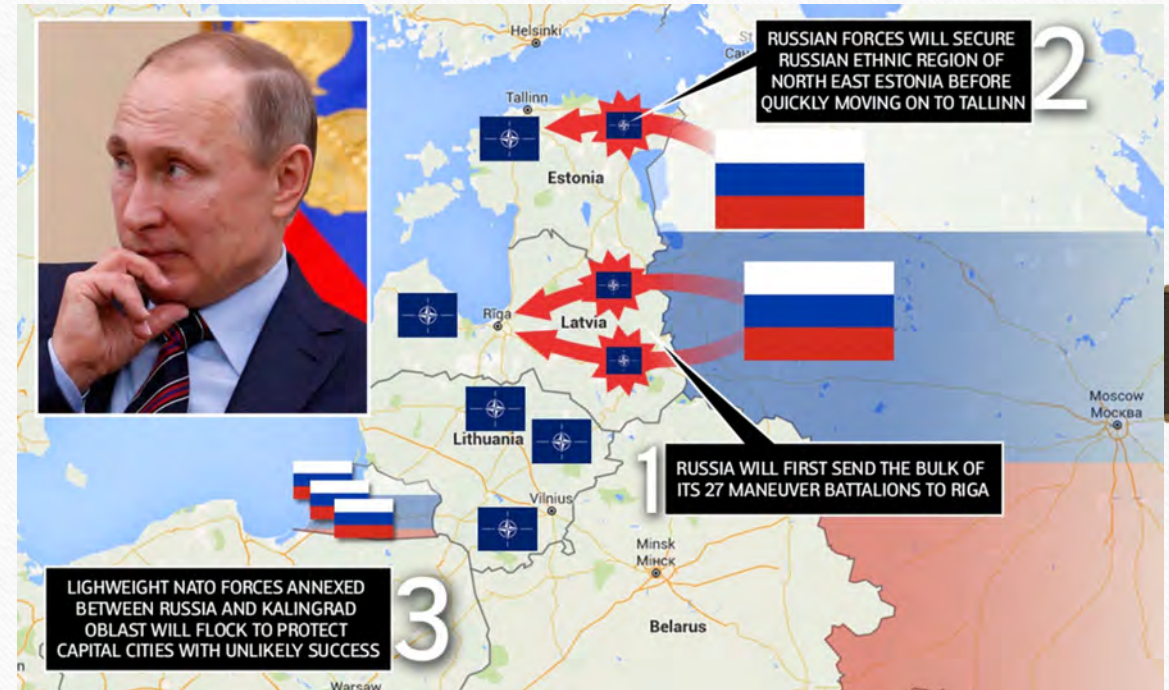 Helsinki
St
Сан
RUSSIAN FORCES WILL SECURE
RUSSIAN ETHNIC REGION OF
NORTH EAST ESTONIA BEFORE
QUICKLY MOVING ON TO TALLINN
2
Tallinn
Estonia
Rīga
Latvia
Moscow
Москва
Lithuania
1
RUSSIA WILL FIRST SEND THE BULK OF
ITS 27 MANEUVER BATTALIONS TO RIGA
Vilnius
Minsk
Мінск
LIGHWEIGHT NATO FORCES ANNEXED
BETWEEN RUSSIA AND KALINGRAD
OBLAST WILL FLOCK TO PROTECT
CAPITAL CITIES WITH UNLIKELY SUCCESS
3
Belarus
n
Warsaw